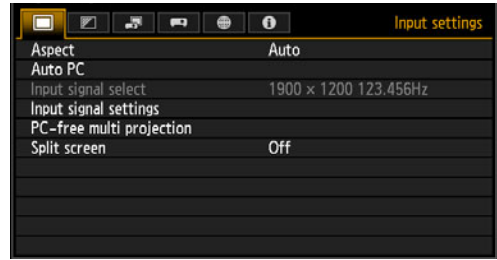 Input settings
Aspect Auto
Auto PC
Input signal select 1900 × 1200 123.456Hz
Input signal settings
PC-free multi projection
Split screen Off